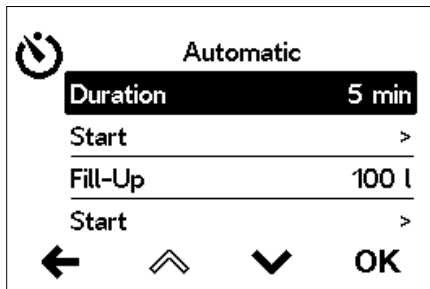 Automatic
Duration 5 min
Start >
Fill-Up 100 l
Start >
OK